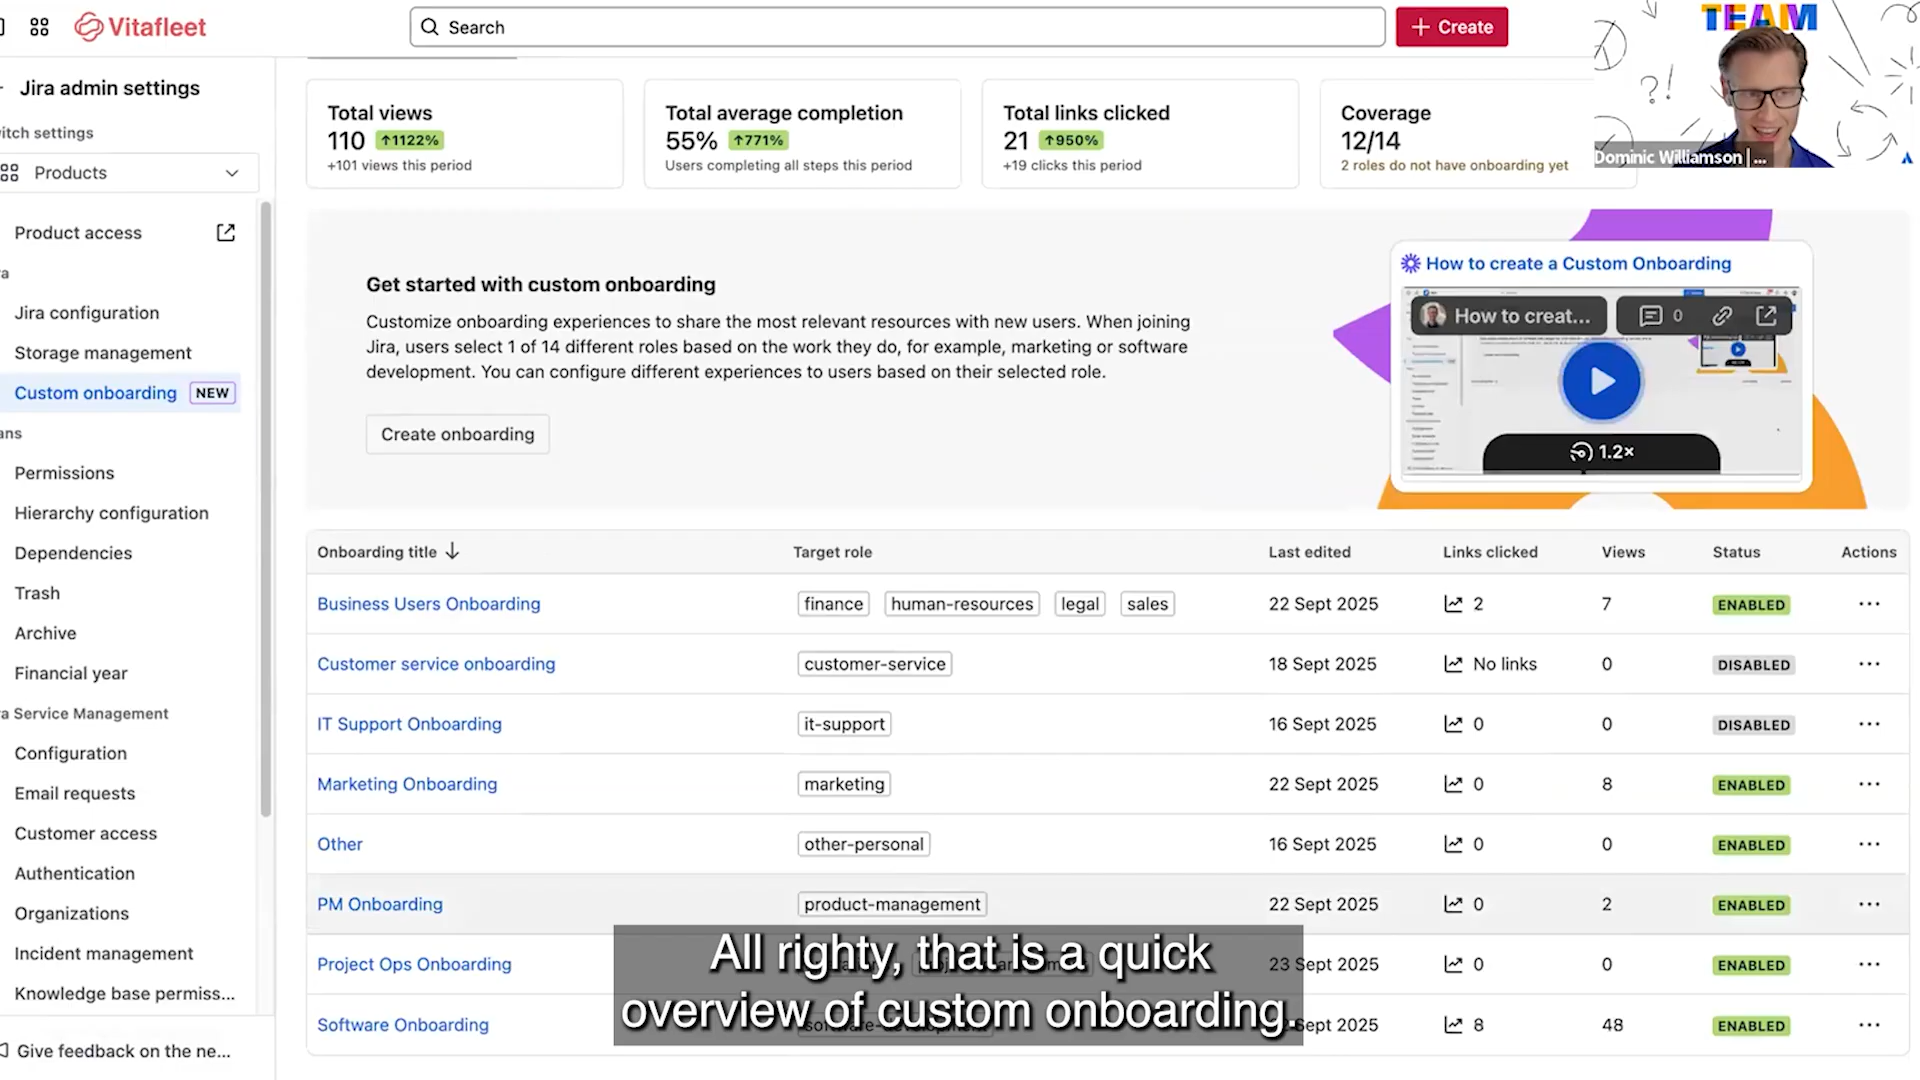 Vitafleet
Search
Create
TEAM
?!
Dominic Williamson | ...
Jira admin settings
itch settings
Products
Product access
ra
Jira configuration
Storage management
Custom onboarding NEW
ans
Permissions
Hierarchy configuration
Dependencies
Trash
Archive
Financial year
a Service Management
Configuration
Email requests
Customer access
Authentication
Organizations
Incident management
Knowledge base permiss...
Give feedback on the ne...
Total views
110 ↑1122%
+101 views this period
Total average completion
55% ↑771%
Users completing all steps this period
Total links clicked
21 ↑950%
+19 clicks this period
Coverage
12/14
2 roles do not have onboarding yet
Get started with custom onboarding
Customize onboarding experiences to share the most relevant resources with new users. When joining
Jira, users select 1 of 14 different roles based on the work they do, for example, marketing or software
development. You can configure different experiences to users based on their selected role.
Create onboarding
How to create a Custom Onboarding
How to creat... 0
1.2×
Onboarding title ↓ Target role Last edited Links clicked Views Status Actions
Business Users Onboarding finance human-resources legal sales 22 Sept 2025 2 7 ENABLED ...
Customer service onboarding customer-service 18 Sept 2025 No links 0 DISABLED ...
IT Support Onboarding it-support 16 Sept 2025 0 0 DISABLED ...
Marketing Onboarding marketing 22 Sept 2025 0 8 ENABLED ...
Other other-personal 16 Sept 2025 0 0 ENABLED ...
PM Onboarding product-management 22 Sept 2025 0 2 ENABLED ...
Project Ops Onboarding 23 Sept 2025 0 0 ENABLED ...
Software Onboarding Sept 2025 8 48 ENABLED ...
All righty, that is a quick
overview of custom onboarding.